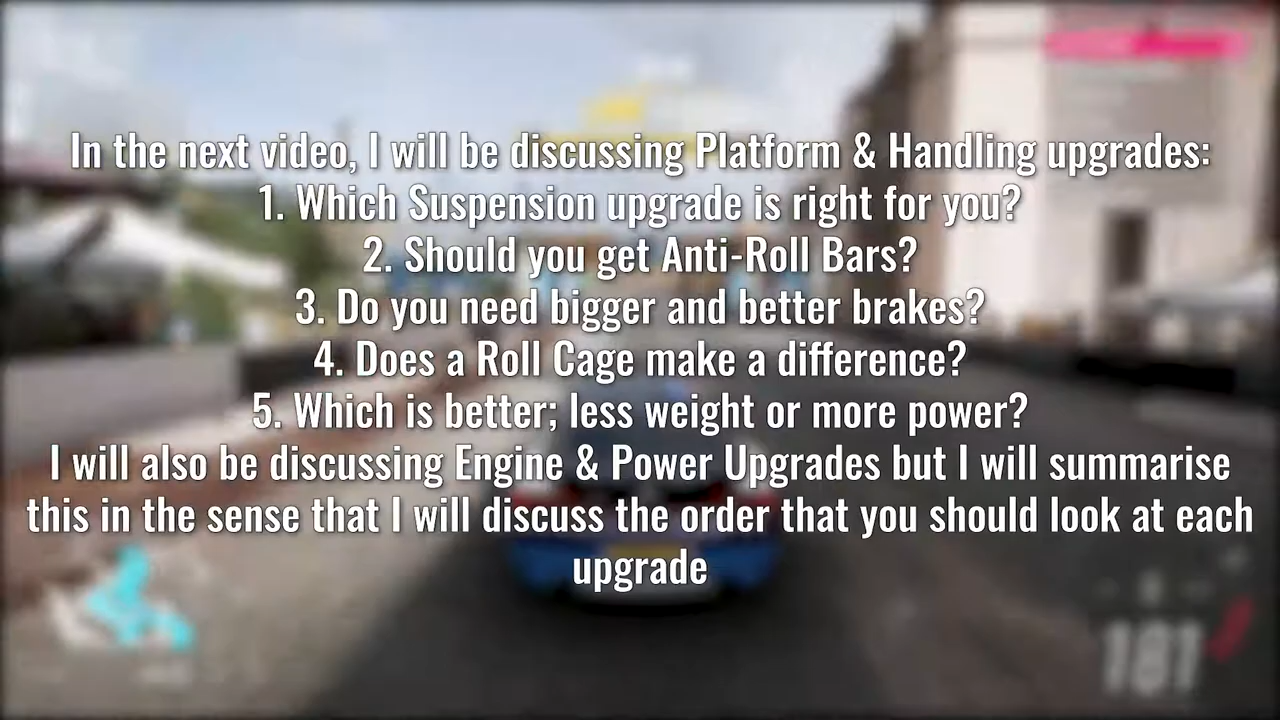 In the next video, I will be discussing Platform & Handling upgrades:
1. Which Suspension upgrade is right for you?
2. Should you get Anti-Roll Bars?
3. Do you need bigger and better brakes?
4. Does a Roll Cage make a difference?
5. Which is better; less weight or more power?
I will also be discussing Engine & Power Upgrades but I will summarise
this in the sense that I will discuss the order that you should look at each
upgrade
181